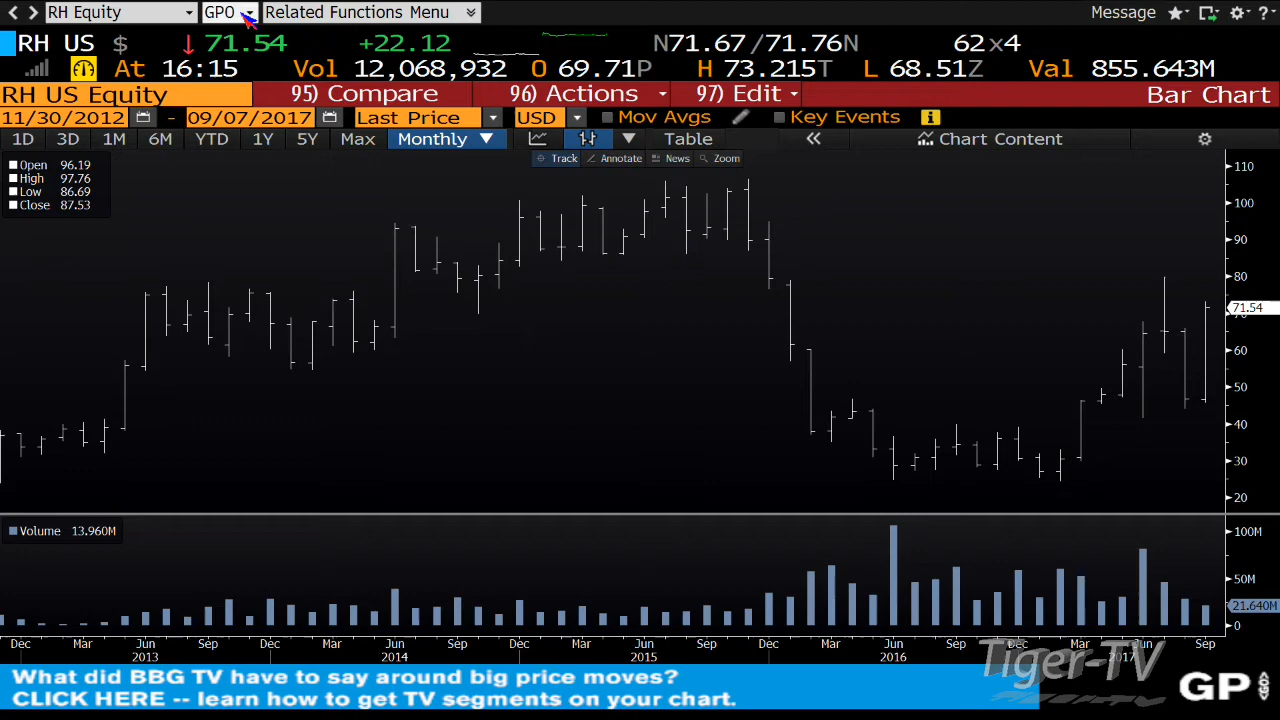 RH Equity GPO Related Functions Menu Message ?
RH US $ ↓ 71.54 +22.12 N71.67/71.76N 62x4
At 16:15 Vol 12,068,932 O 69.71P H 73.215T L 68.51Z Val 855.643M
RH US Equity 95) Compare 96) Actions 97) Edit Bar Chart
11/30/2012 - 09/07/2017 Last Price USD Mov Avgs Key Events
1D 3D 1M 6M YTD 1Y 5Y Max Monthly ▼ Table « Chart Content
Track Annotate News Zoom
Open 96.19
High 97.76
Low 86.69
Close 87.53
110
100
90
80
71.54
70
60
50
40
30
20
Volume 13.960M
100M
50M
21.640M
0
Dec Mar Jun Sep Dec Mar Jun Sep Dec Mar Jun Sep Dec Mar Jun Sep Dec Mar Jun Sep
2013 2014 2015 2016 2017
Tiger-TV
What did BBG TV have to say around big price moves?
CLICK HERE -- learn how to get TV segments on your chart.
GP